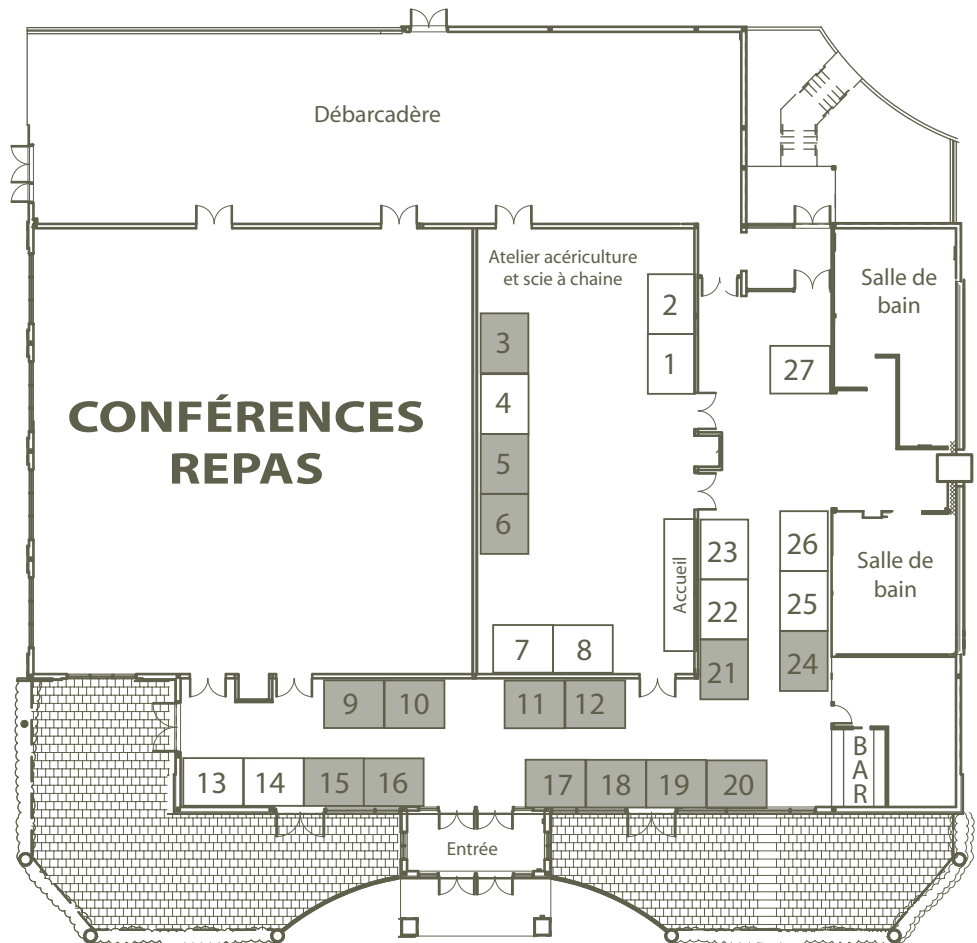 Débarcadère
Atelier acériculture
et scie à chaine
Salle de
bain
2
3
1
27
CONFÉRENCES
REPAS
4
5
6
23
26
Accueil
Salle de
bain
22
25
7
8
21
24
9
10
11
12
13
14
15
16
17
18
19
20
B
A
R
Entrée